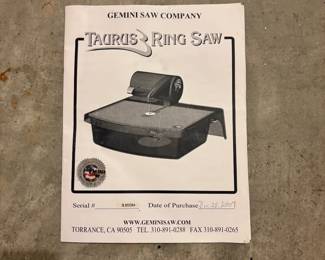 GEMINI SAW COMPANY
TAURUS 3 RING SAW
Serial # Date of Purchase
WWW.GEMINISAW.COM
TORRANCE, CA 90505 TEL 310-891-0288 FAX 310-891-0265